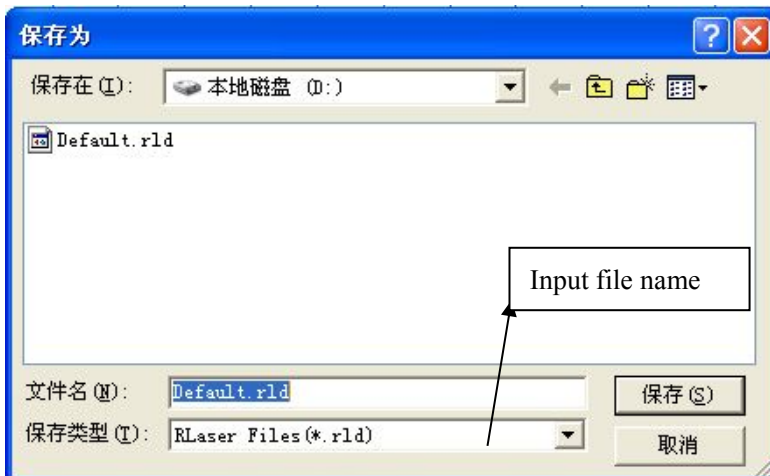 保存为
保存在(I): 本地磁盘 (D:)
Default.rld
Input file name
文件名(N): Default.rld 保存(S)
保存类型(T): RLaser Files(*.rld) 取消